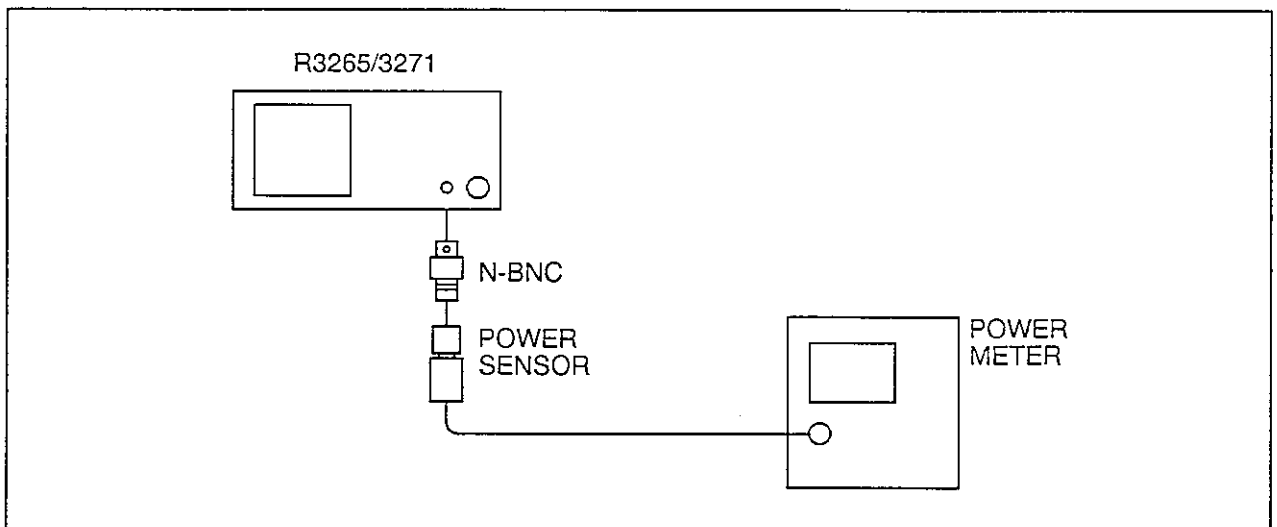 R3265/3271
N-BNC
POWER
SENSOR
POWER
METER